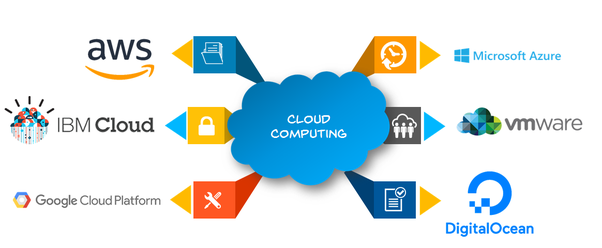 aws
Microsoft Azure
IBM Cloud
CLOUD
COMPUTING
vmware
Google Cloud Platform
DigitalOcean